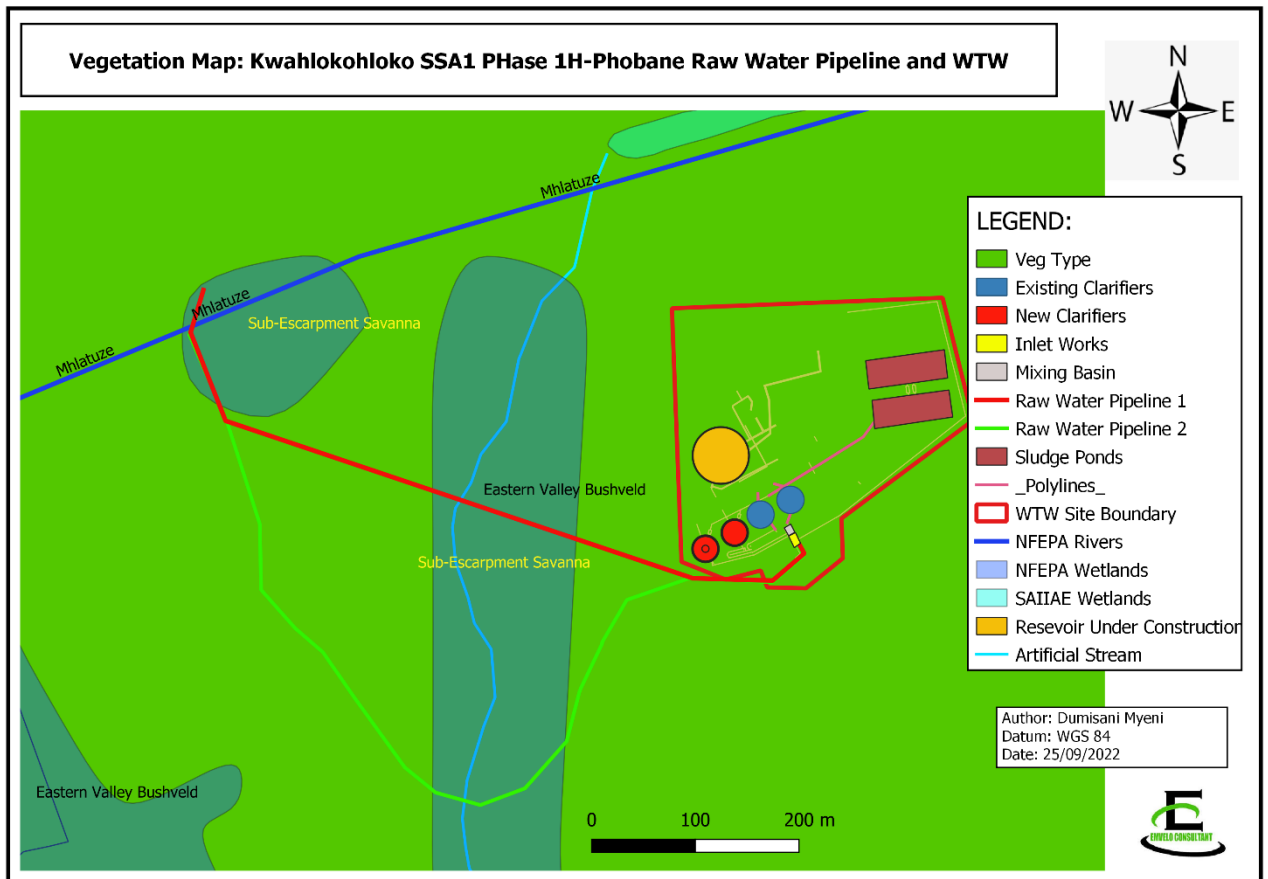 Vegetation Map: Kwahlokohloko SSA1 PHase 1H-Phobane Raw Water Pipeline and WTW
N
W E
S
Mhlatuze
Mhlatuze
Sub-Escarpment Savanna
Mhlatuze
Eastern Valley Bushveld
Sub-Escarpment Savanna
Eastern Valley Bushveld
0 100 200 m
LEGEND:
Veg Type
Existing Clarifiers
New Clarifiers
Inlet Works
Mixing Basin
Raw Water Pipeline 1
Raw Water Pipeline 2
Sludge Ponds
_Polylines_
WTW Site Boundary
NFEPA Rivers
NFEPA Wetlands
SAIIAE Wetlands
Resevoir Under Construction
Artificial Stream
Author: Dumisani Myeni
Datum: WGS 84
Date: 25/09/2022
E
EMVELO CONSULTANT